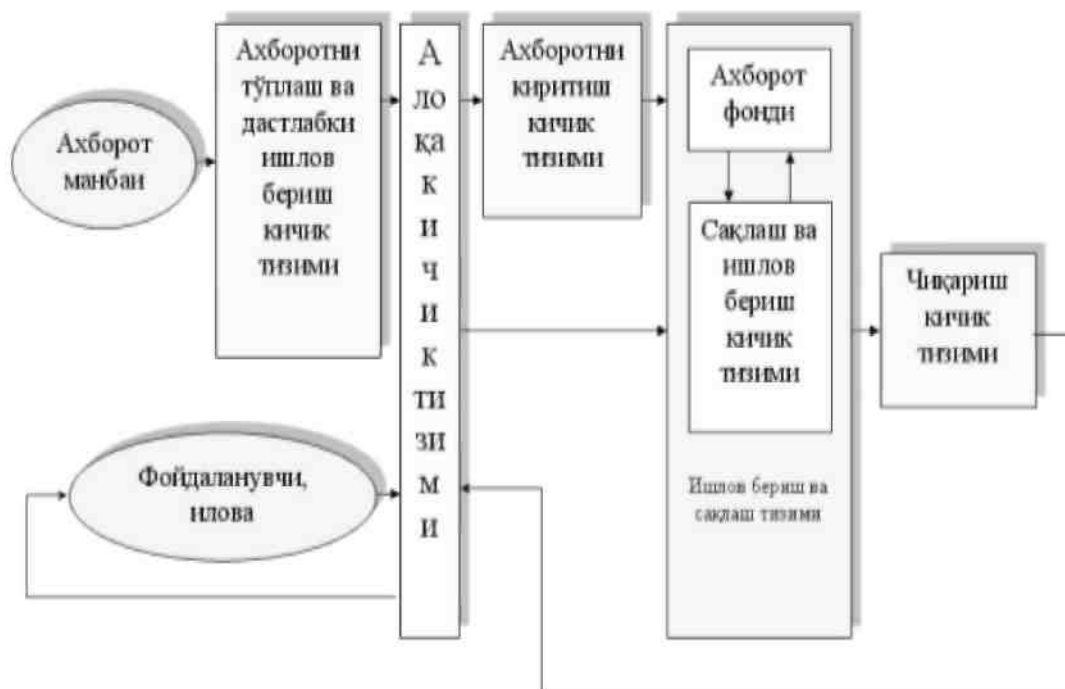 Ахборот
манбаи
Ахборотни
тўплаш ва
дастлабки
ишлов
бериш
кичик
тизими
А
ло
қа
к
и
ч
и
к
ти
зи
м
и
Ахборотни
киритиш
кичик
тизими
Ахборот
фонди
Сақлаш ва
ишлов
бериш
кичик
тизими
Ишлов бериш ва
сақлаш тизими
Чиқариш
кичик
тизими
Фойдаланувчи,
илова